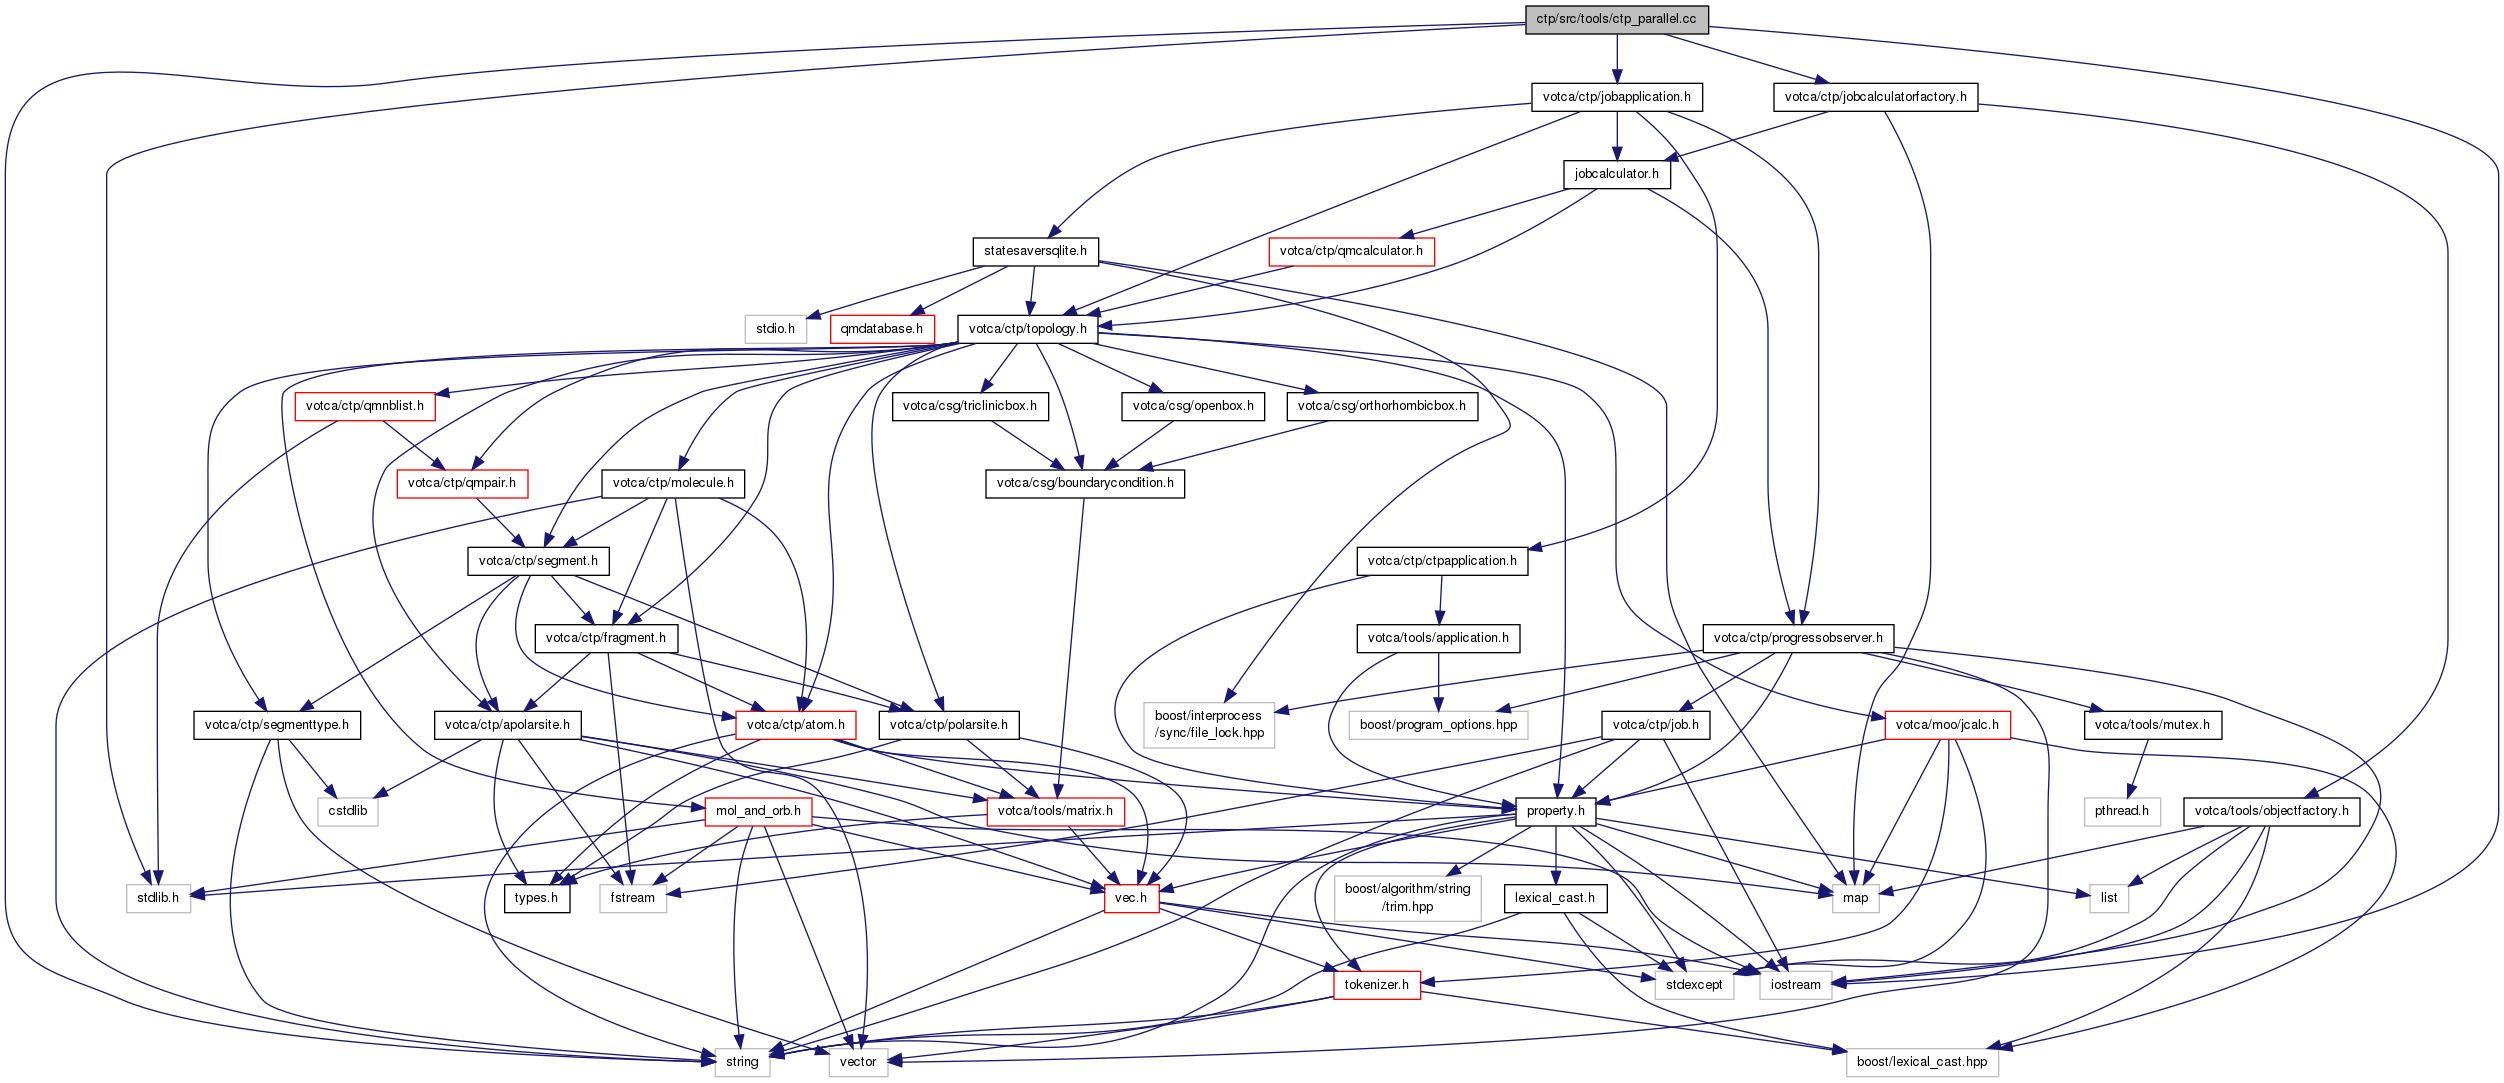 ctp/src/tools/ctp_parallel.cc
votca/ctp/jobapplication.h
votca/ctp/jobcalculatorfactory.h
jobcalculator.h
statesaversqlite.h
votca/ctp/qmcalculator.h
stdio.h
qmdatabase.h
votca/ctp/topology.h
votca/ctp/qmnblist.h
votca/csg/triclinicbox.h
votca/csg/openbox.h
votca/csg/orthorhombicbox.h
votca/ctp/qmpair.h
votca/ctp/molecule.h
votca/csg/boundarycondition.h
votca/ctp/segment.h
votca/ctp/ctpapplication.h
votca/ctp/fragment.h
votca/tools/application.h
votca/ctp/progressobserver.h
votca/ctp/segmenttype.h
votca/ctp/apolarsite.h
votca/ctp/atom.h
votca/ctp/polarsite.h
boost/interprocess
/sync/file_lock.hpp
boost/program_options.hpp
votca/ctp/job.h
votca/moo/jcalc.h
votca/tools/mutex.h
cstdlib
mol_and_orb.h
votca/tools/matrix.h
property.h
pthread.h
votca/tools/objectfactory.h
stdlib.h
types.h
fstream
vec.h
boost/algorithm/string
/trim.hpp
lexical_cast.h
map
list
tokenizer.h
stdexcept
iostream
string
vector
boost/lexical_cast.hpp